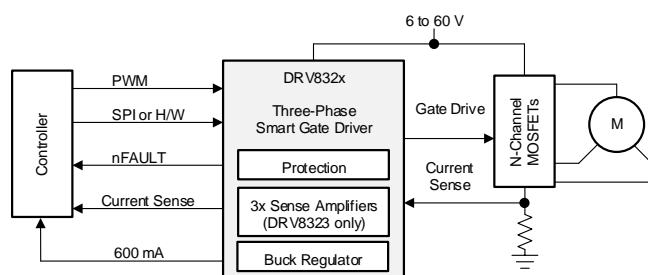 6 to 60 V
DRV832x
Three-Phase
Smart Gate Driver
Controller
PWM
SPI or H/W
nFAULT
Current Sense
600 mA
Protection
3x Sense Amplifiers
(DRV8323 only)
Buck Regulator
Gate Drive
Current
Sense
N-Channel
MOSFETs
M